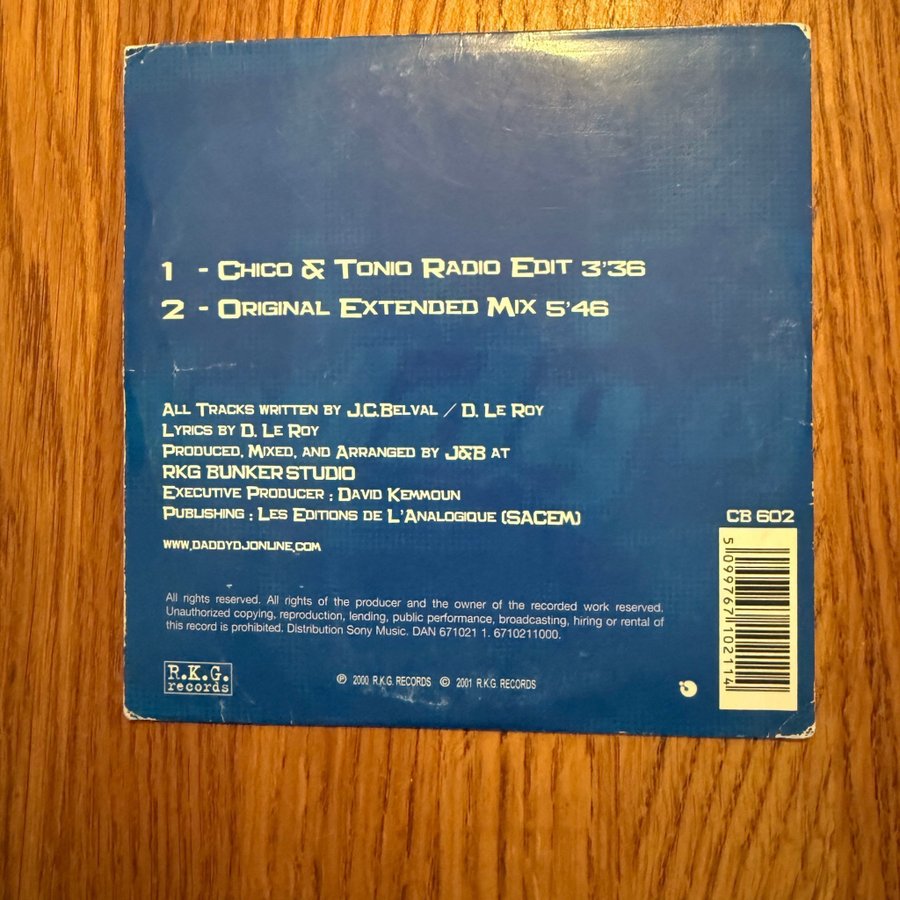 1 - Chico & Tonio Radio Edit 3'36
2 - Original Extended Mix 5'46
All Tracks written by J.C.Belval / D. Le Roy
Lyrics by D. Le Roy
Produced, Mixed, and Arranged by J&B at
RKG BUNKER STUDIO
Executive Producer : David Kemmoun
Publishing : Les Editions de L'Analogique (SACEM)
www.daddydjonline.com
CB 602
5099767102114
All rights reserved. All rights of the producer and the owner of the recorded work reserved.
Unauthorized copying, reproduction, lending, public performance, broadcasting, hiring or rental of
this record is prohibited. Distribution Sony Music. DAN 671021 1. 6710211000.
R.K.G.
records
℗ 2000 R.K.G. RECORDS © 2001 R.K.G. RECORDS